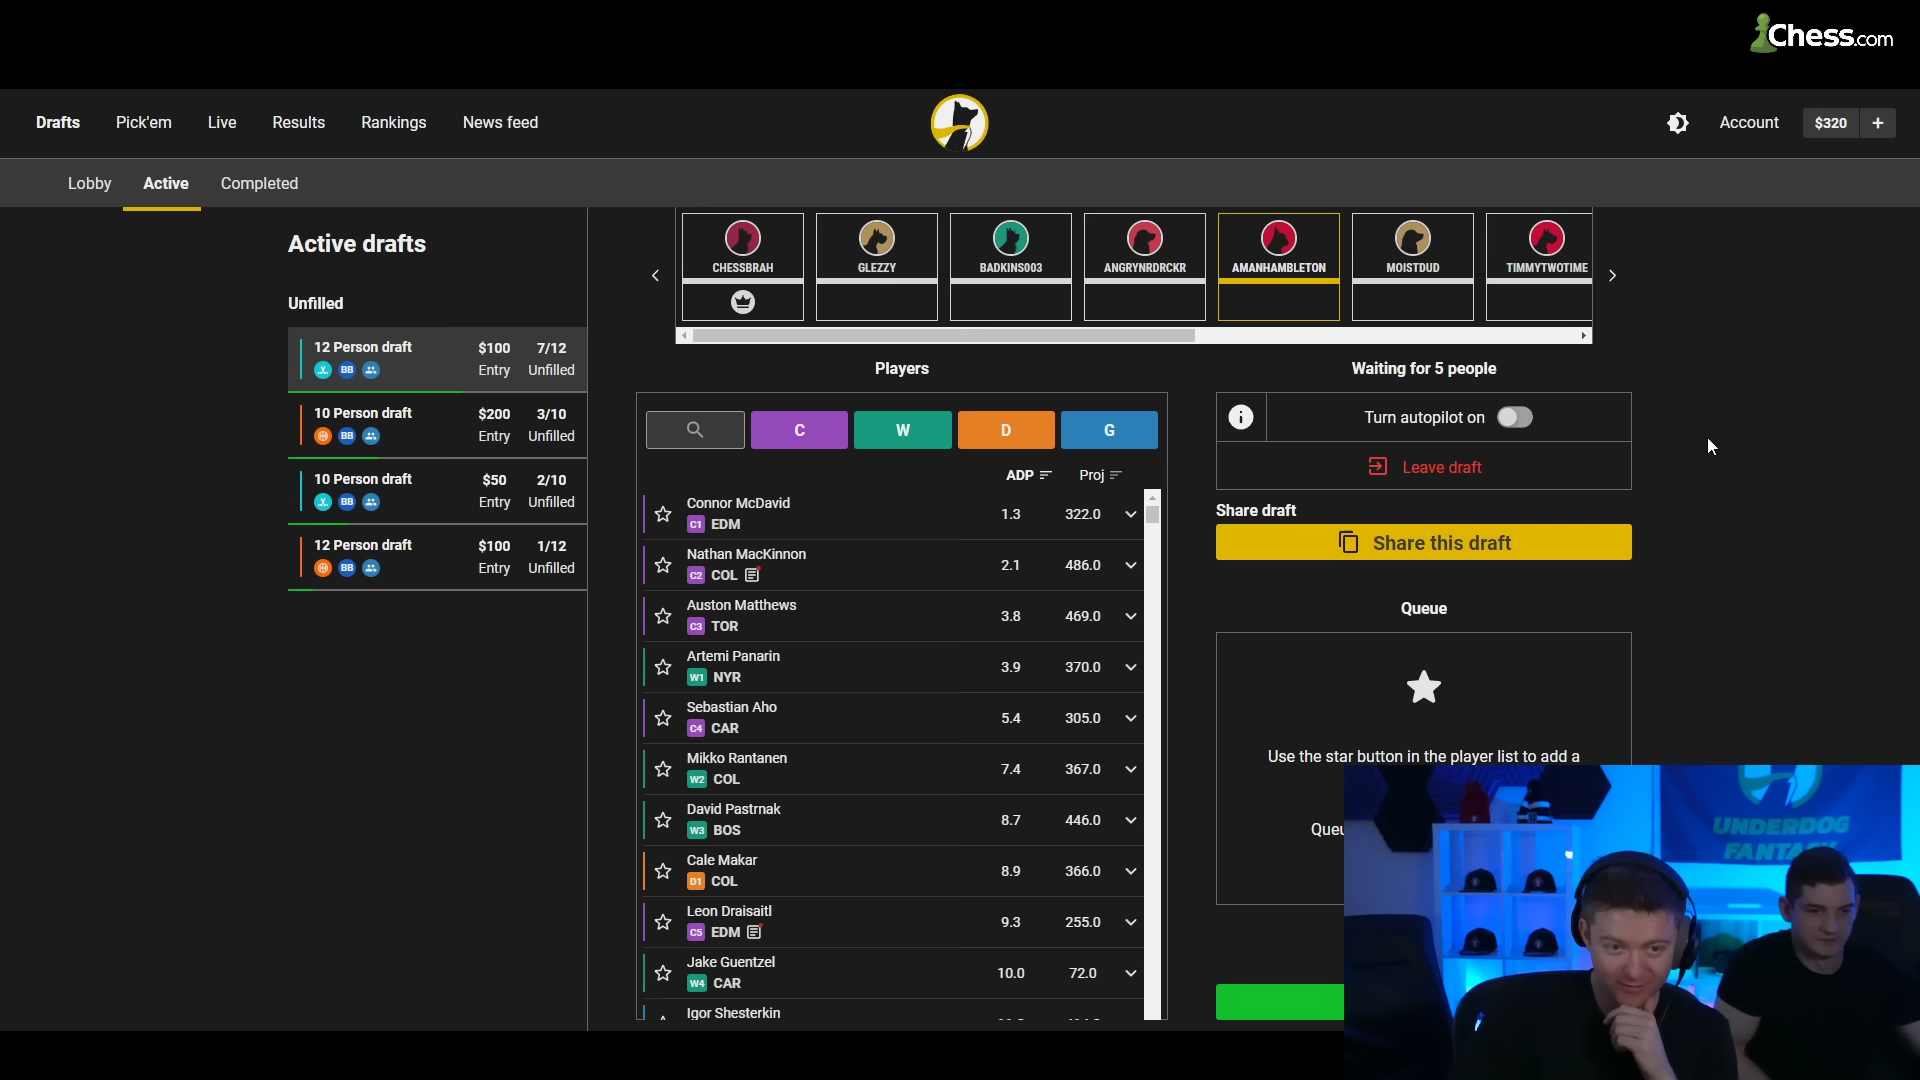 Chess.com
Drafts
Pick'em
Live
Results
Rankings
News feed
Account
$320
+
Lobby
Active
Completed
Active drafts
Unfilled
12 Person draft $100 7/12
BB Entry Unfilled
10 Person draft $200 3/10
BB Entry Unfilled
10 Person draft $50 2/10
BB Entry Unfilled
12 Person draft $100 1/12
BB Entry Unfilled
CHESSBRAH
GLEZZY
BADKINS003
ANGRYNRDRCKR
AMANHAMBLETON
MOISTDUD
TIMMYTWOTIME
Players
C W D G
ADP Proj
Connor McDavid
C1 EDM 1.3 322.0
Nathan MacKinnon
C2 COL 2.1 486.0
Auston Matthews
C3 TOR 3.8 469.0
Artemi Panarin
W1 NYR 3.9 370.0
Sebastian Aho
C4 CAR 5.4 305.0
Mikko Rantanen
W2 COL 7.4 367.0
David Pastrnak
W3 BOS 8.7 446.0
Cale Makar
D1 COL 8.9 366.0
Leon Draisaitl
C5 EDM 9.3 255.0
Jake Guentzel
W4 CAR 10.0 72.0
Igor Shesterkin
Waiting for 5 people
Turn autopilot on
Leave draft
Share draft
Share this draft
Queue
Use the star button in the player list to add a
UNDERDOG